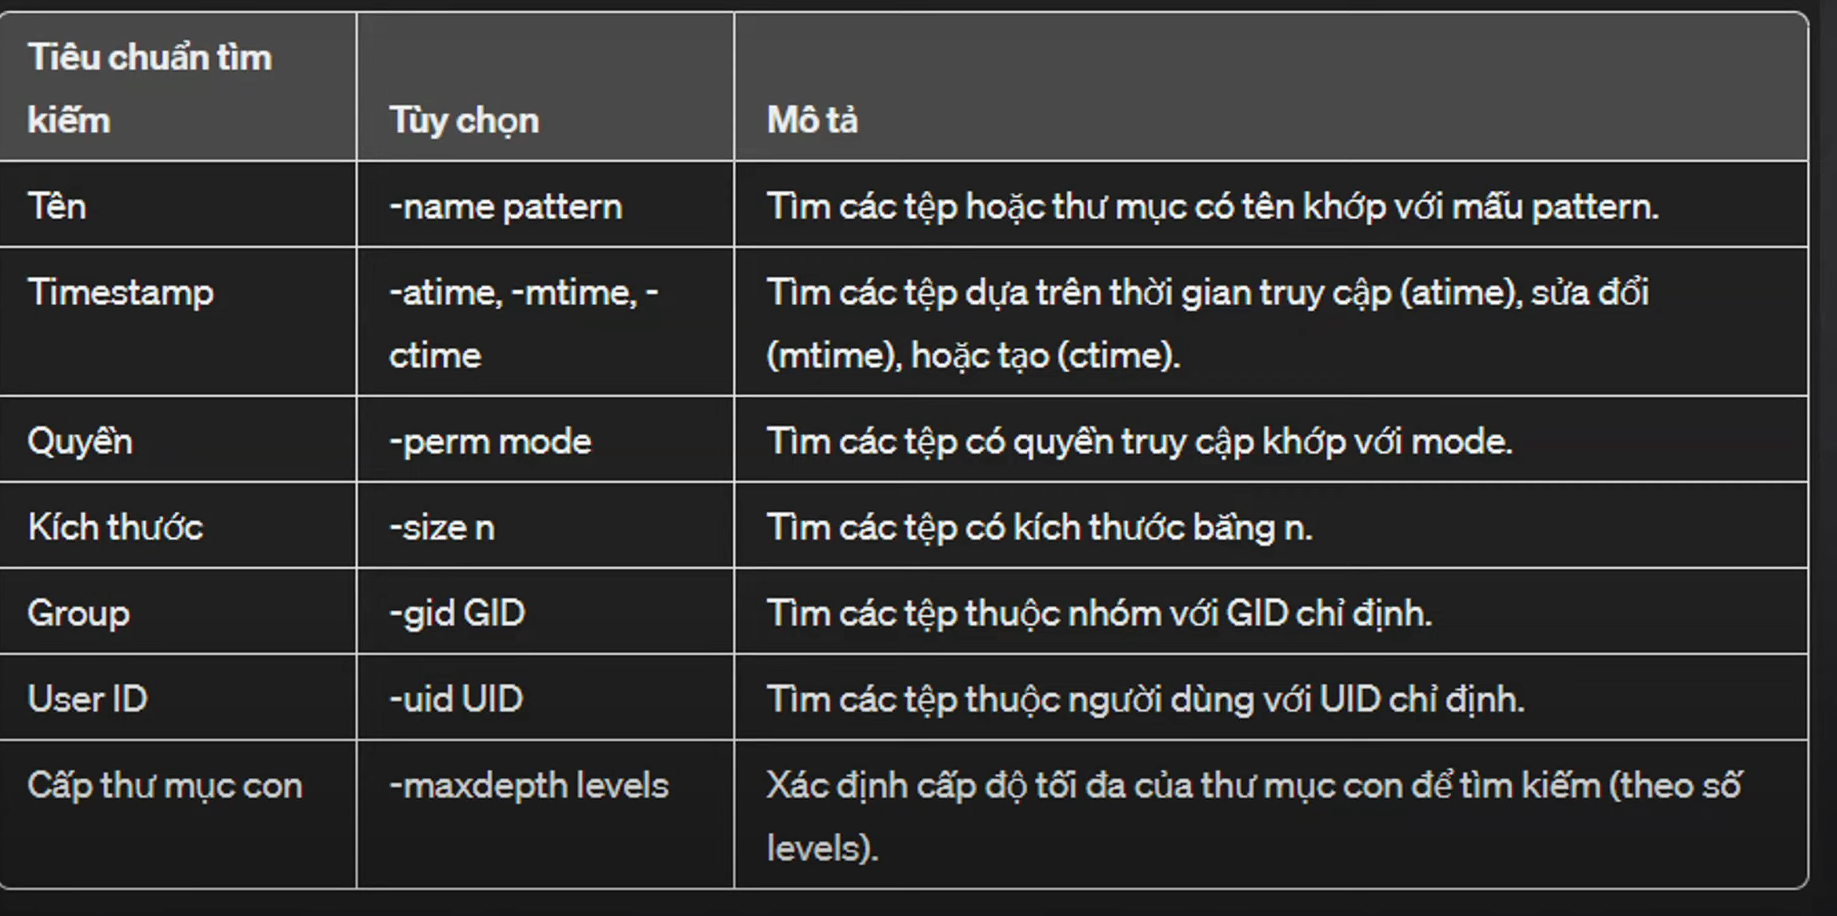 Tiêu chuẩn tìm
kiếm
Tùy chọn
Mô tả
Tên
-name pattern
Tìm các tệp hoặc thư mục có tên khớp với mẫu pattern.
Timestamp
-atime, -mtime, -
ctime
Tìm các tệp dựa trên thời gian truy cập (atime), sửa đổi
(mtime), hoặc tạo (ctime).
Quyền
-perm mode
Tìm các tệp có quyền truy cập khớp với mode.
Kích thước
-size n
Tìm các tệp có kích thước bằng n.
Group
-gid GID
Tìm các tệp thuộc nhóm với GID chỉ định.
User ID
-uid UID
Tìm các tệp thuộc người dùng với UID chỉ định.
Cấp thư mục con
-maxdepth levels
Xác định cấp độ tối đa của thư mục con để tìm kiếm (theo số
levels).